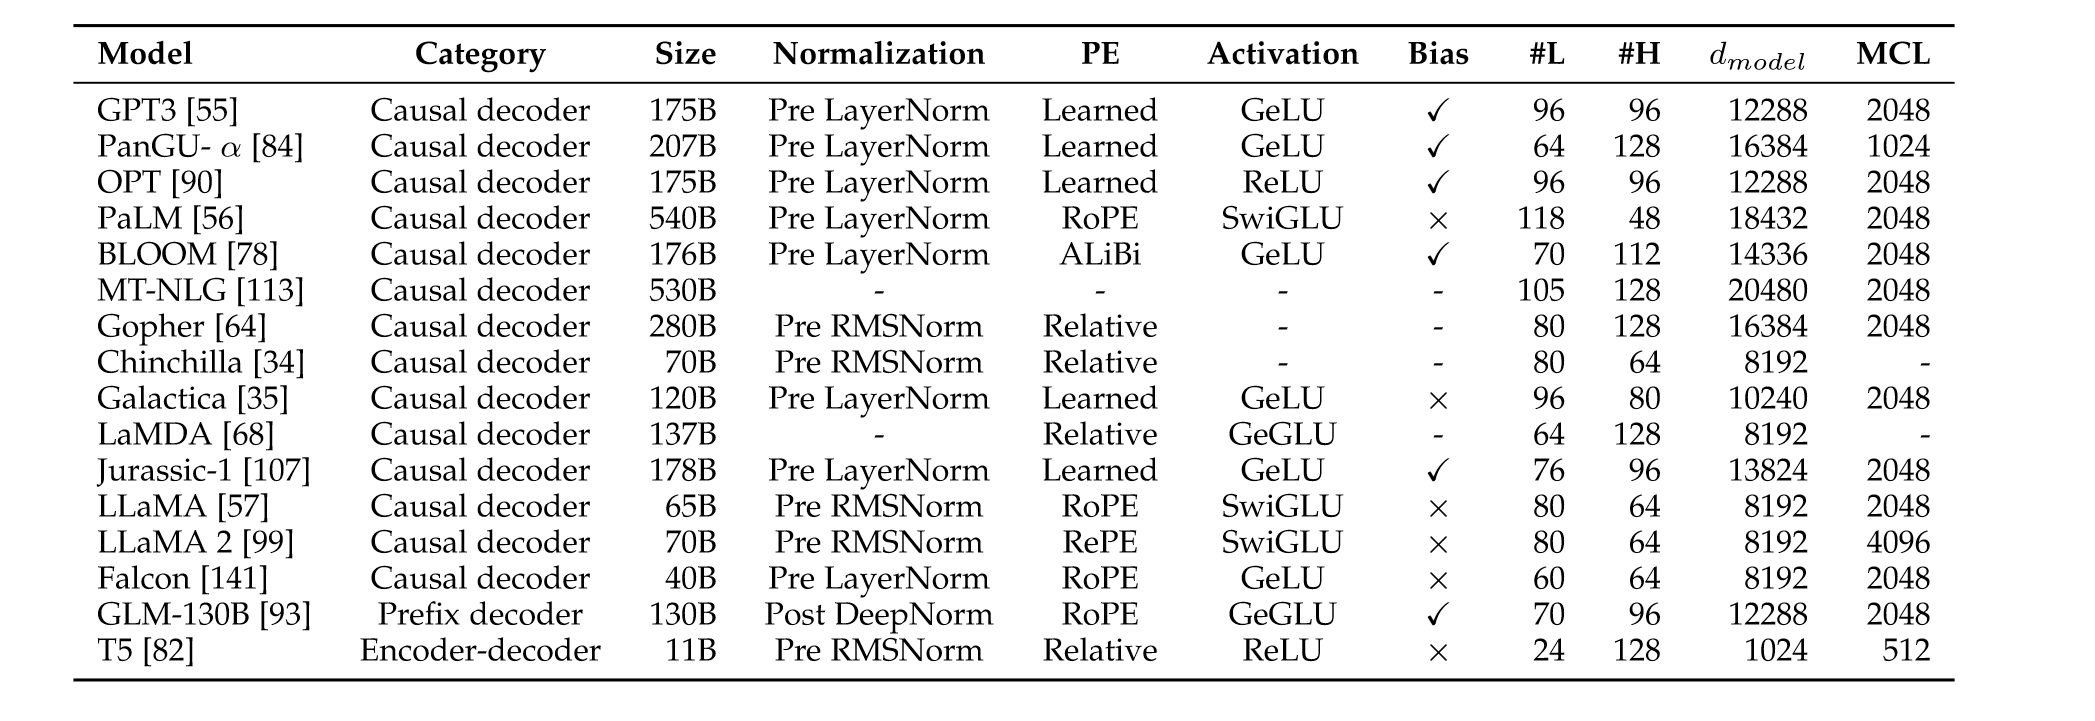 Model Category Size Normalization PE Activation Bias #L #H d_model MCL
GPT3 [55] Causal decoder 175B Pre LayerNorm Learned GeLU ✓ 96 96 12288 2048
PanGU- α [84] Causal decoder 207B Pre LayerNorm Learned GeLU ✓ 64 128 16384 1024
OPT [90] Causal decoder 175B Pre LayerNorm Learned ReLU ✓ 96 96 12288 2048
PaLM [56] Causal decoder 540B Pre LayerNorm RoPE SwiGLU × 118 48 18432 2048
BLOOM [78] Causal decoder 176B Pre LayerNorm ALiBi GeLU ✓ 70 112 14336 2048
MT-NLG [113] Causal decoder 530B - - - - 105 128 20480 2048
Gopher [64] Causal decoder 280B Pre RMSNorm Relative - - 80 128 16384 2048
Chinchilla [34] Causal decoder 70B Pre RMSNorm Relative - - 80 64 8192 -
Galactica [35] Causal decoder 120B Pre LayerNorm Learned GeLU × 96 80 10240 2048
LaMDA [68] Causal decoder 137B - Relative GeGLU - 64 128 8192 -
Jurassic-1 [107] Causal decoder 178B Pre LayerNorm Learned GeLU ✓ 76 96 13824 2048
LLaMA [57] Causal decoder 65B Pre RMSNorm RoPE SwiGLU × 80 64 8192 2048
LLaMA 2 [99] Causal decoder 70B Pre RMSNorm RePE SwiGLU × 80 64 8192 4096
Falcon [141] Causal decoder 40B Pre LayerNorm RoPE GeLU × 60 64 8192 2048
GLM-130B [93] Prefix decoder 130B Post DeepNorm RoPE GeGLU ✓ 70 96 12288 2048
T5 [82] Encoder-decoder 11B Pre RMSNorm Relative ReLU × 24 128 1024 512